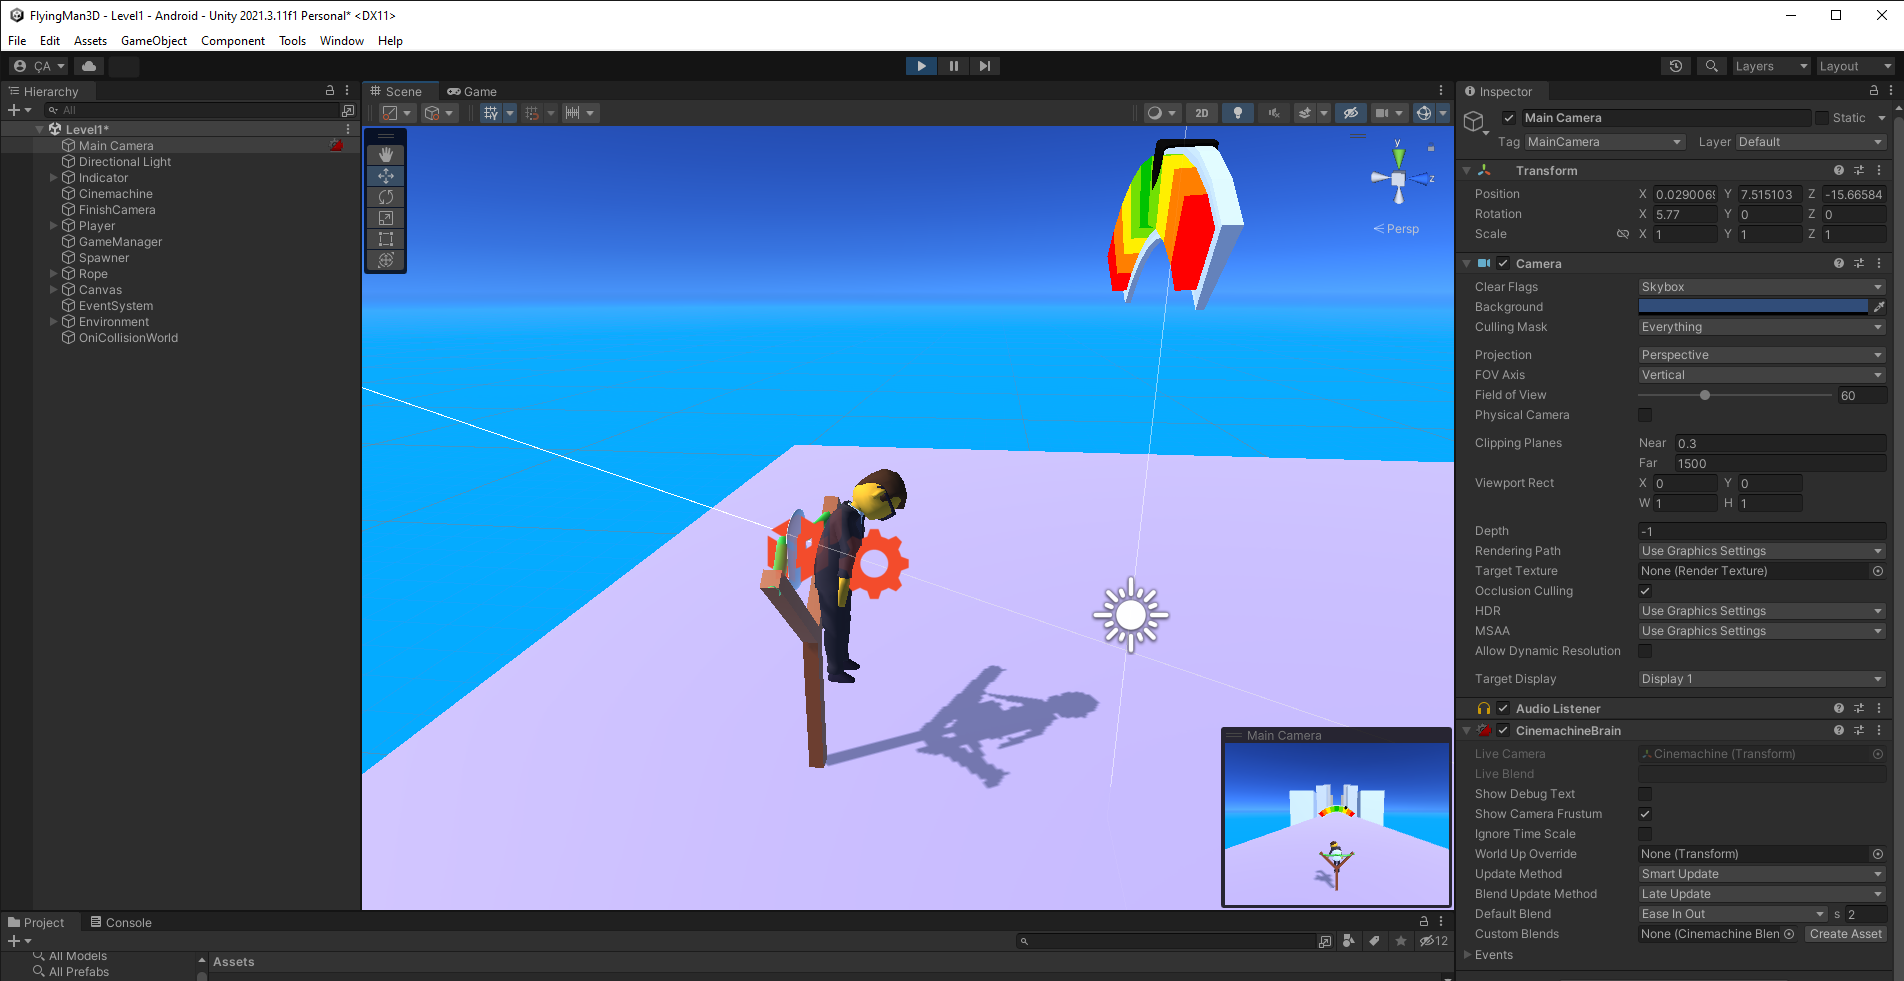 FlyingMan3D - Level1 - Android - Unity 2021.3.11f1 Personal* <DX11>
File Edit Assets GameObject Component Tools Window Help
ÇA
Layers
Layout
Hierarchy
All
Level1*
Main Camera
Directional Light
Indicator
Cinemachine
FinishCamera
Player
GameManager
Spawner
Rope
Canvas
EventSystem
Environment
OniCollisionWorld
Scene Game
2D
y
z
Persp
Main Camera
Inspector
Main Camera Static
Tag MainCamera Layer Default
Transform
Position X 0.029006 Y 7.515103 Z -15.66584
Rotation X 5.77 Y 0 Z 0
Scale X 1 Y 1 Z 1
Camera
Clear Flags Skybox
Background
Culling Mask Everything
Projection Perspective
FOV Axis Vertical
Field of View 60
Physical Camera
Clipping Planes Near 0.3
Far 1500
Viewport Rect X 0 Y 0
W 1 H 1
Depth -1
Rendering Path Use Graphics Settings
Target Texture None (Render Texture)
Occlusion Culling
HDR Use Graphics Settings
MSAA Use Graphics Settings
Allow Dynamic Resolution
Target Display Display 1
Audio Listener
CinemachineBrain
Live Camera Cinemachine (Transform)
Live Blend
Show Debug Text
Show Camera Frustum
Ignore Time Scale
World Up Override None (Transform)
Update Method Smart Update
Blend Update Method Late Update
Default Blend Ease In Out s 2
Custom Blends None (Cinemachine Blen Create Asset
Events
Project Console
12
All Models
All Prefabs
Assets